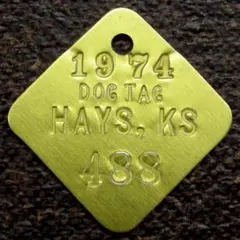 1974
DOG TAG
HAYS, KS
488